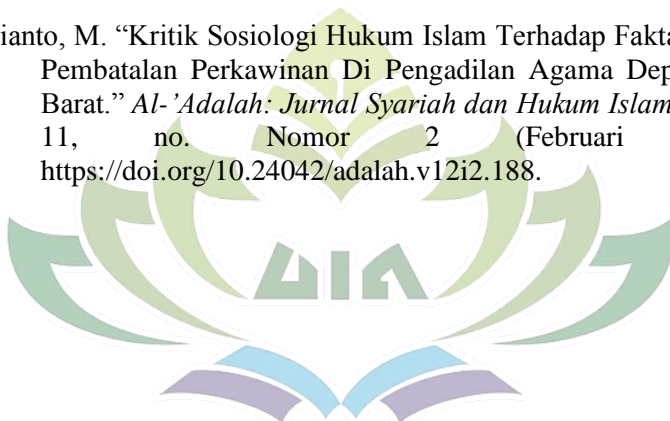 ianto, M. “Kritik Sosiologi Hukum Islam Terhadap Fakta
Pembatalan Perkawinan Di Pengadilan Agama Dep
Barat.” Al-’Adalah: Jurnal Syariah dan Hukum Islam
11, no. Nomor 2 (Februari
https://doi.org/10.24042/adalah.v12i2.188.
UIN